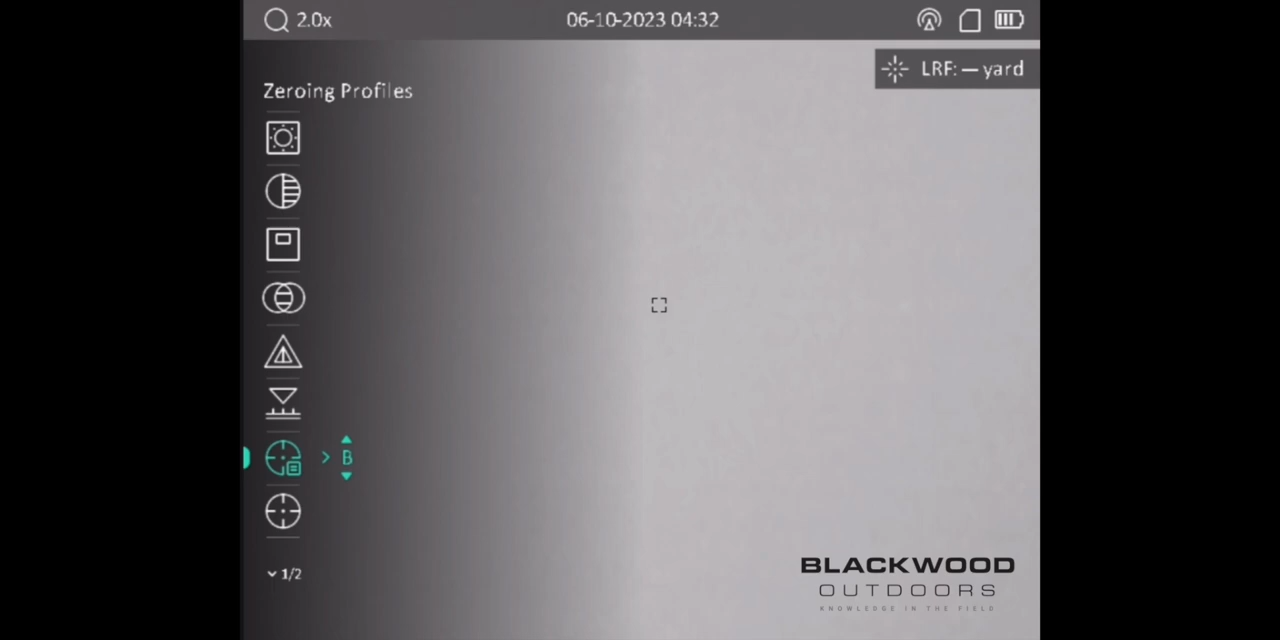 2.0x
06-10-2023 04:32
LRF: — yard
Zeroing Profiles
> B
1/2
BLACKWOOD
OUTDOORS
KNOWLEDGE IN THE FIELD